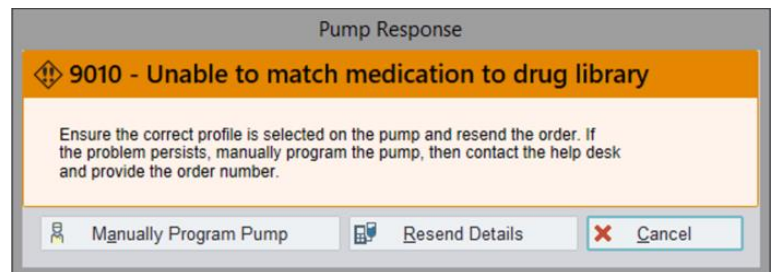 Pump Response
9010 - Unable to match medication to drug library
Ensure the correct profile is selected on the pump and resend the order. If
the problem persists, manually program the pump, then contact the help desk
and provide the order number.
Manually Program Pump
Resend Details
Cancel